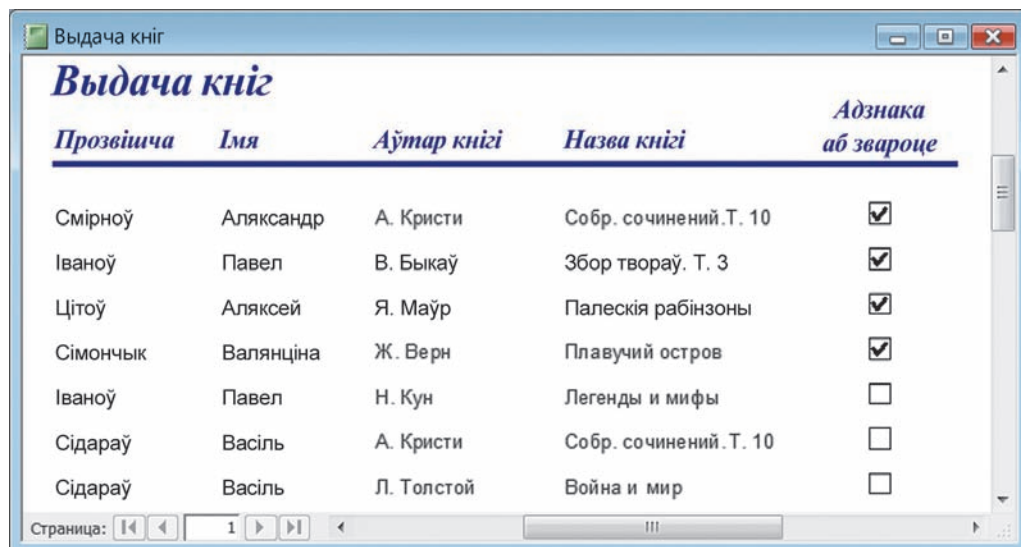 Выдача кніг
Выдача кніг
Прозвішча Імя Аўтар кнігі Назва кнігі Адзнака
аб звароце
Смірноў Аляксандр А. Кристи Собр. сочинений.Т. 10
Іваноў Павел В. Быкаў Збор твораў. Т. 3
Цітоў Аляксей Я. Маўр Палескія рабінзоны
Сімончык Валянціна Ж. Верн Плавучий остров
Іваноў Павел Н. Кун Легенды и мифы
Сідараў Васіль А. Кристи Собр. сочинений.Т. 10
Сідараў Васіль Л. Толстой Война и мир
Страница: 1